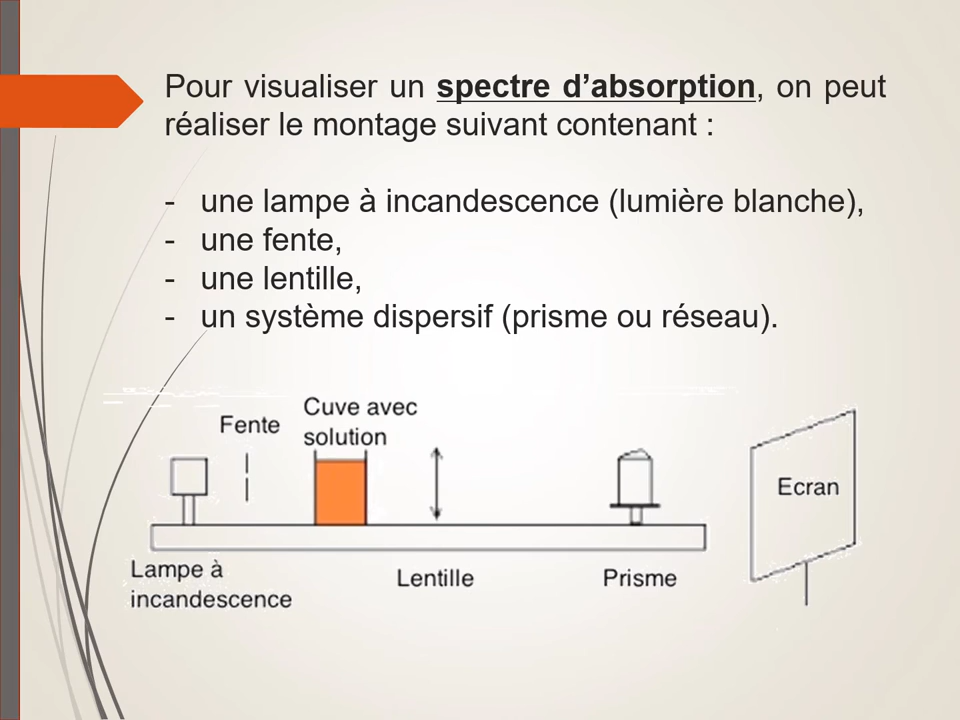 Pour visualiser un spectre d’absorption, on peut
réaliser le montage suivant contenant :
- une lampe à incandescence (lumière blanche),
- une fente,
- une lentille,
- un système dispersif (prisme ou réseau).
Fente
Cuve avec
solution
Ecran
Lampe à
incandescence
Lentille
Prisme